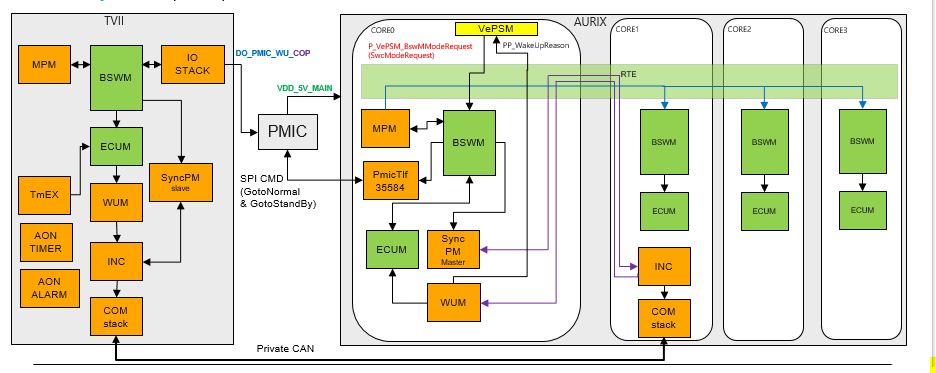 TVII
MPM
BSWM
IO
STACK
ECUM
TmEX
WUM
SyncPM
slave
AON
TIMER
INC
AON
ALARM
COM
stack
DO_PMIC_WU_COP
VDD_5V_MAIN
PMIC
SPI CMD
(GotoNormal
& GotoStandBy)
Private CAN
AURIX
CORE0
VePSM
P_VePSM_BswMModeRequest
(SwcModeRequest)
PP_WakeUpReason
RTE
MPM
BSWM
PmicTlf
35584
ECUM
Sync
PM
Master
WUM
CORE1
BSWM
ECUM
INC
COM
stack
CORE2
BSWM
ECUM
CORE3
BSWM
ECUM